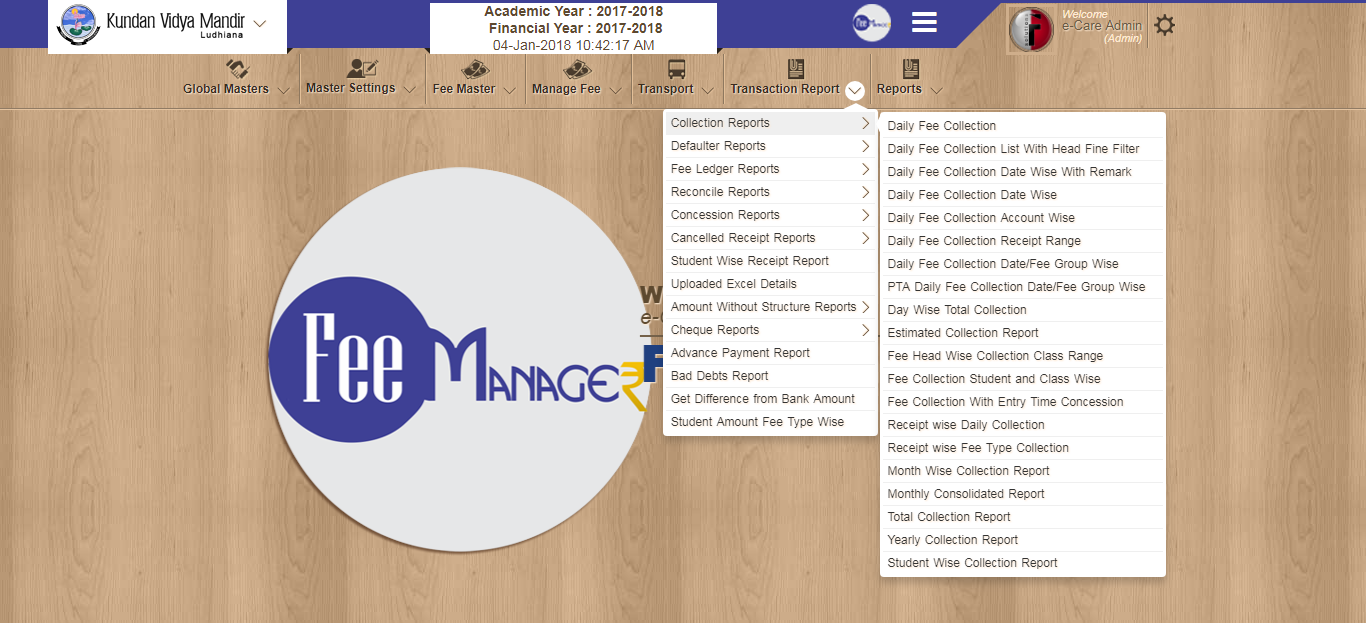 Kundan Vidya Mandir
Ludhiana
Academic Year : 2017-2018
Financial Year : 2017-2018
04-Jan-2018 10:42:17 AM
Welcome
e-Care Admin
(Admin)
Global Masters
Master Settings
Fee Master
Manage Fee
Transport
Transaction Report
Reports
Collection Reports
Defaulter Reports
Fee Ledger Reports
Reconcile Reports
Concession Reports
Cancelled Receipt Reports
Student Wise Receipt Report
Uploaded Excel Details
Amount Without Structure Reports
Cheque Reports
Advance Payment Report
Bad Debts Report
Get Difference from Bank Amount
Student Amount Fee Type Wise
Daily Fee Collection
Daily Fee Collection List With Head Fine Filter
Daily Fee Collection Date Wise With Remark
Daily Fee Collection Date Wise
Daily Fee Collection Account Wise
Daily Fee Collection Receipt Range
Daily Fee Collection Date/Fee Group Wise
PTA Daily Fee Collection Date/Fee Group Wise
Day Wise Total Collection
Estimated Collection Report
Fee Head Wise Collection Class Range
Fee Collection Student and Class Wise
Fee Collection With Entry Time Concession
Receipt wise Daily Collection
Receipt wise Fee Type Collection
Month Wise Collection Report
Monthly Consolidated Report
Total Collection Report
Yearly Collection Report
Student Wise Collection Report
Fee Manager